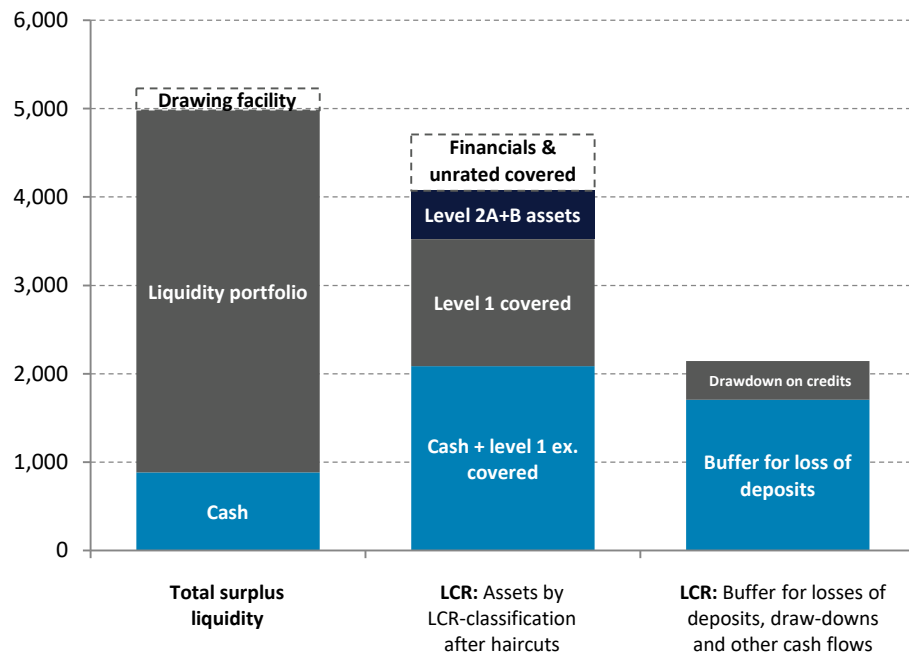 6,000
5,000
4,000
3,000
2,000
1,000
0
Drawing facility
Liquidity portfolio
Cash
Financials &
unrated covered
Level 2A+B assets
Level 1 covered
Cash + level 1 ex.
covered
Drawdown on credits
Buffer for loss of
deposits
Total surplus
liquidity
LCR: Assets by
LCR-classification
after haircuts
LCR: Buffer for losses of
deposits, draw-downs
and other cash flows